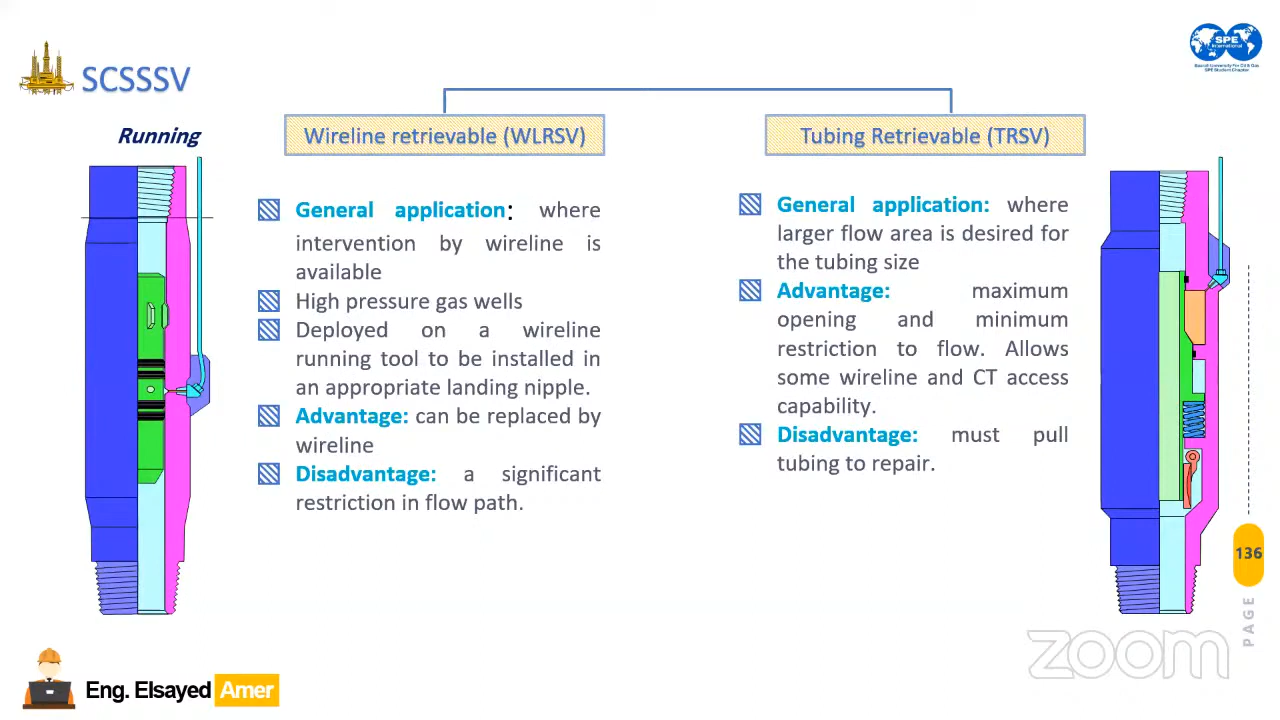 SCSSSV
SPE
International
Running
Wireline retrievable (WLRSV)
General application: where
intervention by wireline is
available
High pressure gas wells
Deployed on a wireline
running tool to be installed in
an appropriate landing nipple.
Advantage: can be replaced by
wireline
Disadvantage: a significant
restriction in flow path.
Tubing Retrievable (TRSV)
General application: where
larger flow area is desired for
the tubing size
Advantage: maximum
opening and minimum
restriction to flow. Allows
some wireline and CT access
capability.
Disadvantage: must pull
tubing to repair.
136
PAGE
zoom
Eng. Elsayed Amer